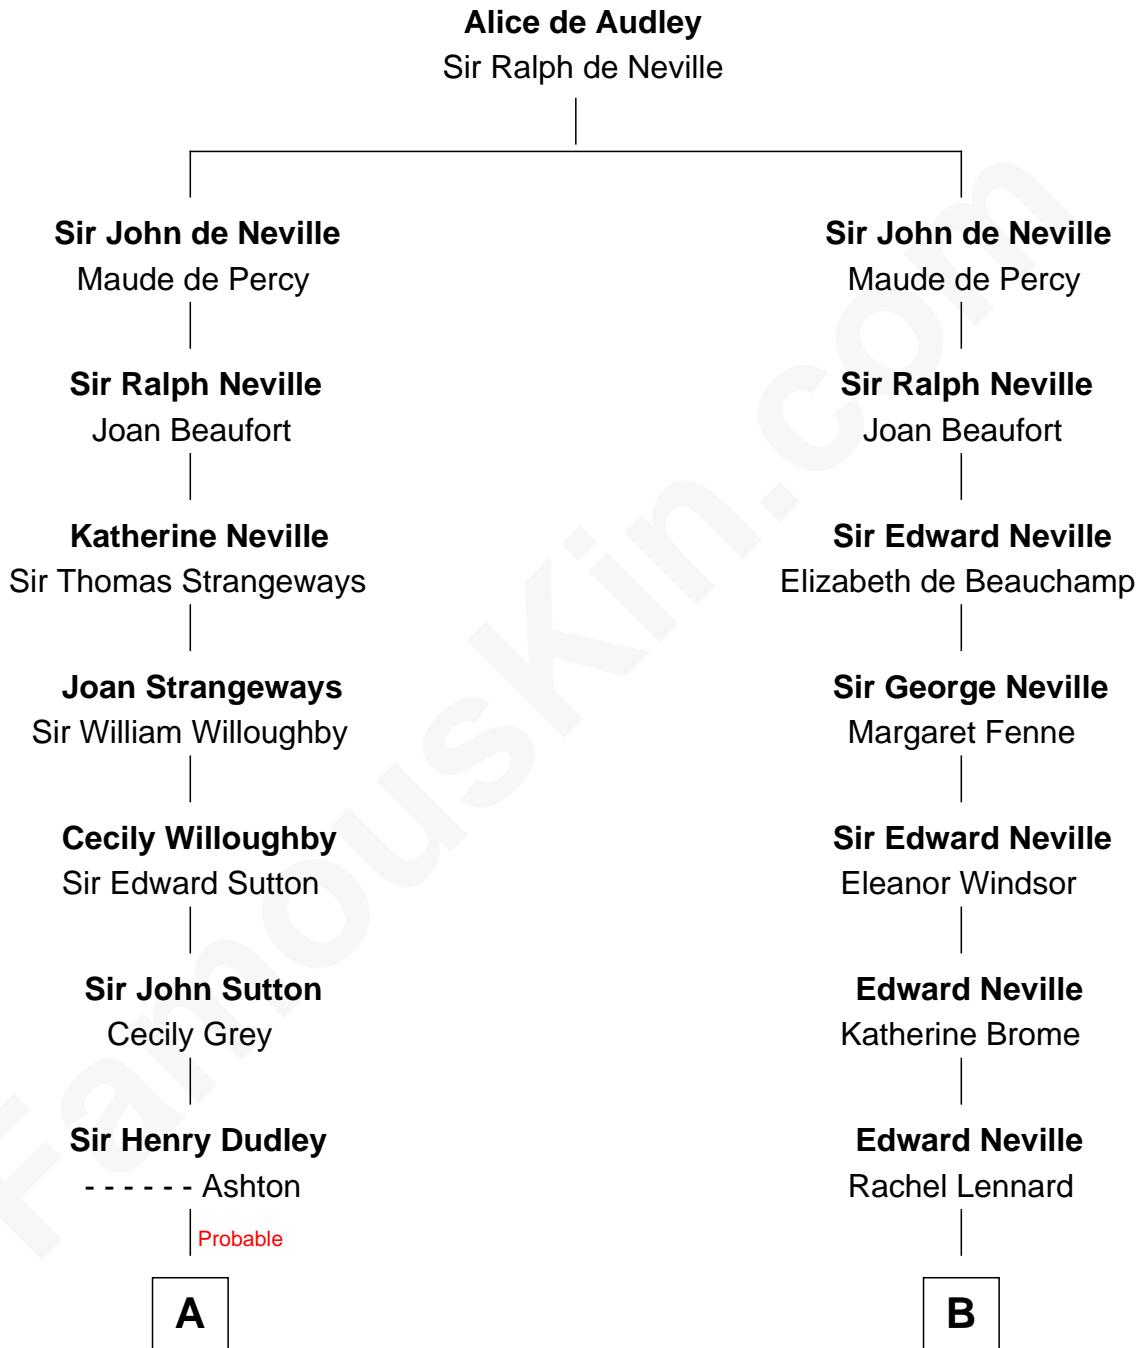 Alice de Audley
Sir Ralph de Neville
Sir John de Neville
Maude de Percy
Sir Ralph Neville
Joan Beaufort
Katherine Neville
Sir Thomas Strangeways
Joan Strangeways
Sir William Willoughby
Cecily Willoughby
Sir Edward Sutton
Sir John Sutton
Cecily Grey
Sir Henry Dudley
- - - - - - Ashton
Probable
A
Sir John de Neville
Maude de Percy
Sir Ralph Neville
Joan Beaufort
Sir Edward Neville
Elizabeth de Beauchamp
Sir George Neville
Margaret Fenne
Sir Edward Neville
Eleanor Windsor
Edward Neville
Katherine Brome
Edward Neville
Rachel Lennard
B
FamousKin.com